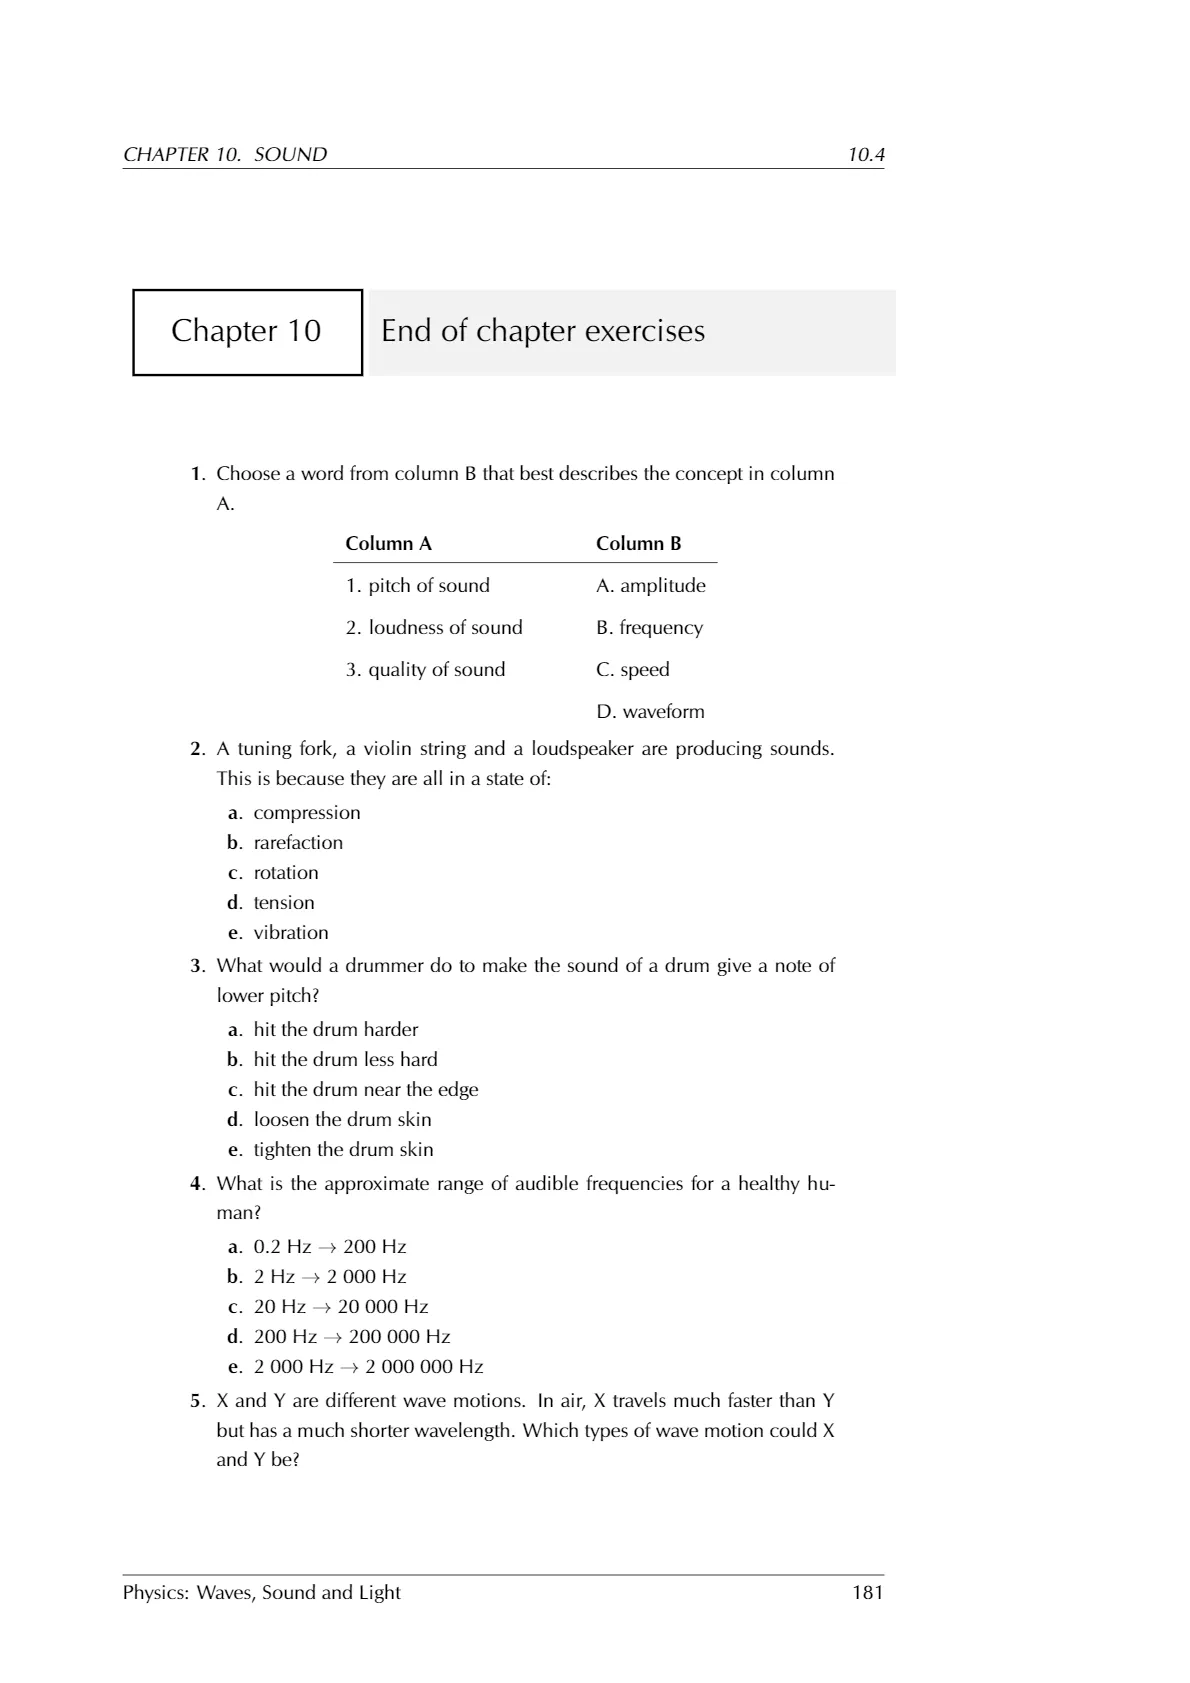 CHAPTER 10. SOUND 10.4
Chapter 10 End of chapter exercises
1. Choose a word from column B that best describes the concept in column
A.
Column A Column B
1. pitch of sound A. amplitude
2. loudness of sound B. frequency
3. quality of sound C. speed
D. waveform
2. A tuning fork, a violin string and a loudspeaker are producing sounds.
This is because they are all in a state of:
a. compression
b. rarefaction
c. rotation
d. tension
e. vibration
3. What would a drummer do to make the sound of a drum give a note of
lower pitch?
a. hit the drum harder
b. hit the drum less hard
c. hit the drum near the edge
d. loosen the drum skin
e. tighten the drum skin
4. What is the approximate range of audible frequencies for a healthy hu-
man?
a. 0.2 Hz → 200 Hz
b. 2 Hz → 2 000 Hz
c. 20 Hz → 20 000 Hz
d. 200 Hz → 200 000 Hz
e. 2 000 Hz → 2 000 000 Hz
5. X and Y are different wave motions. In air, X travels much faster than Y
but has a much shorter wavelength. Which types of wave motion could X
and Y be?
Physics: Waves, Sound and Light 181